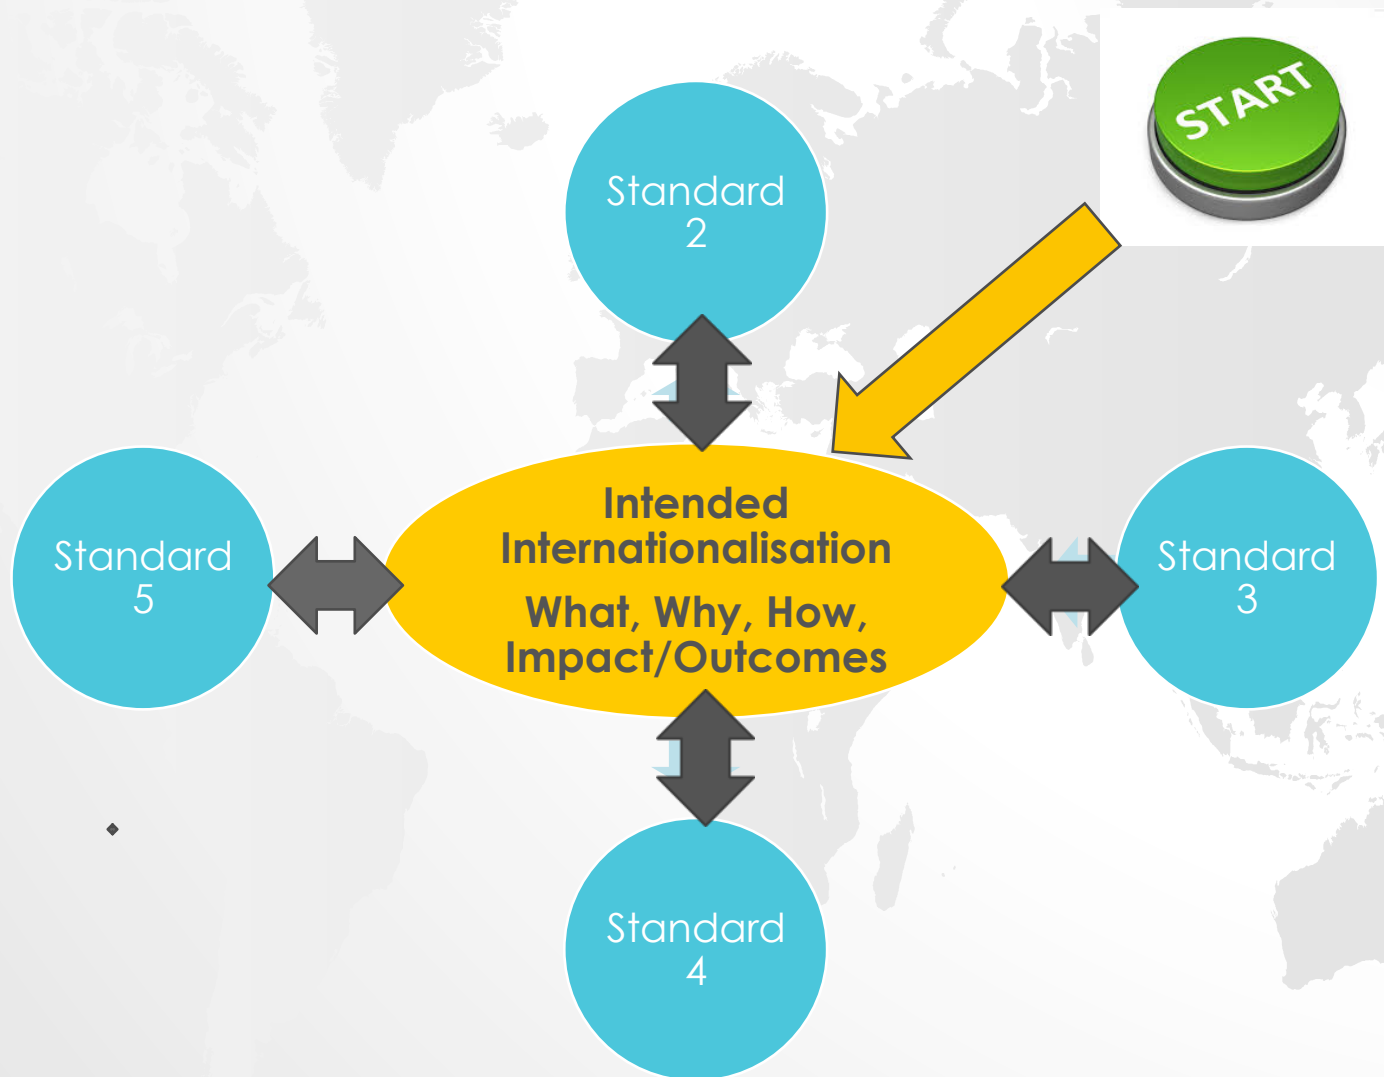 START
Standard
2
Intended
Internationalisation
What, Why, How,
Impact/Outcomes
Standard
5
Standard
3
Standard
4